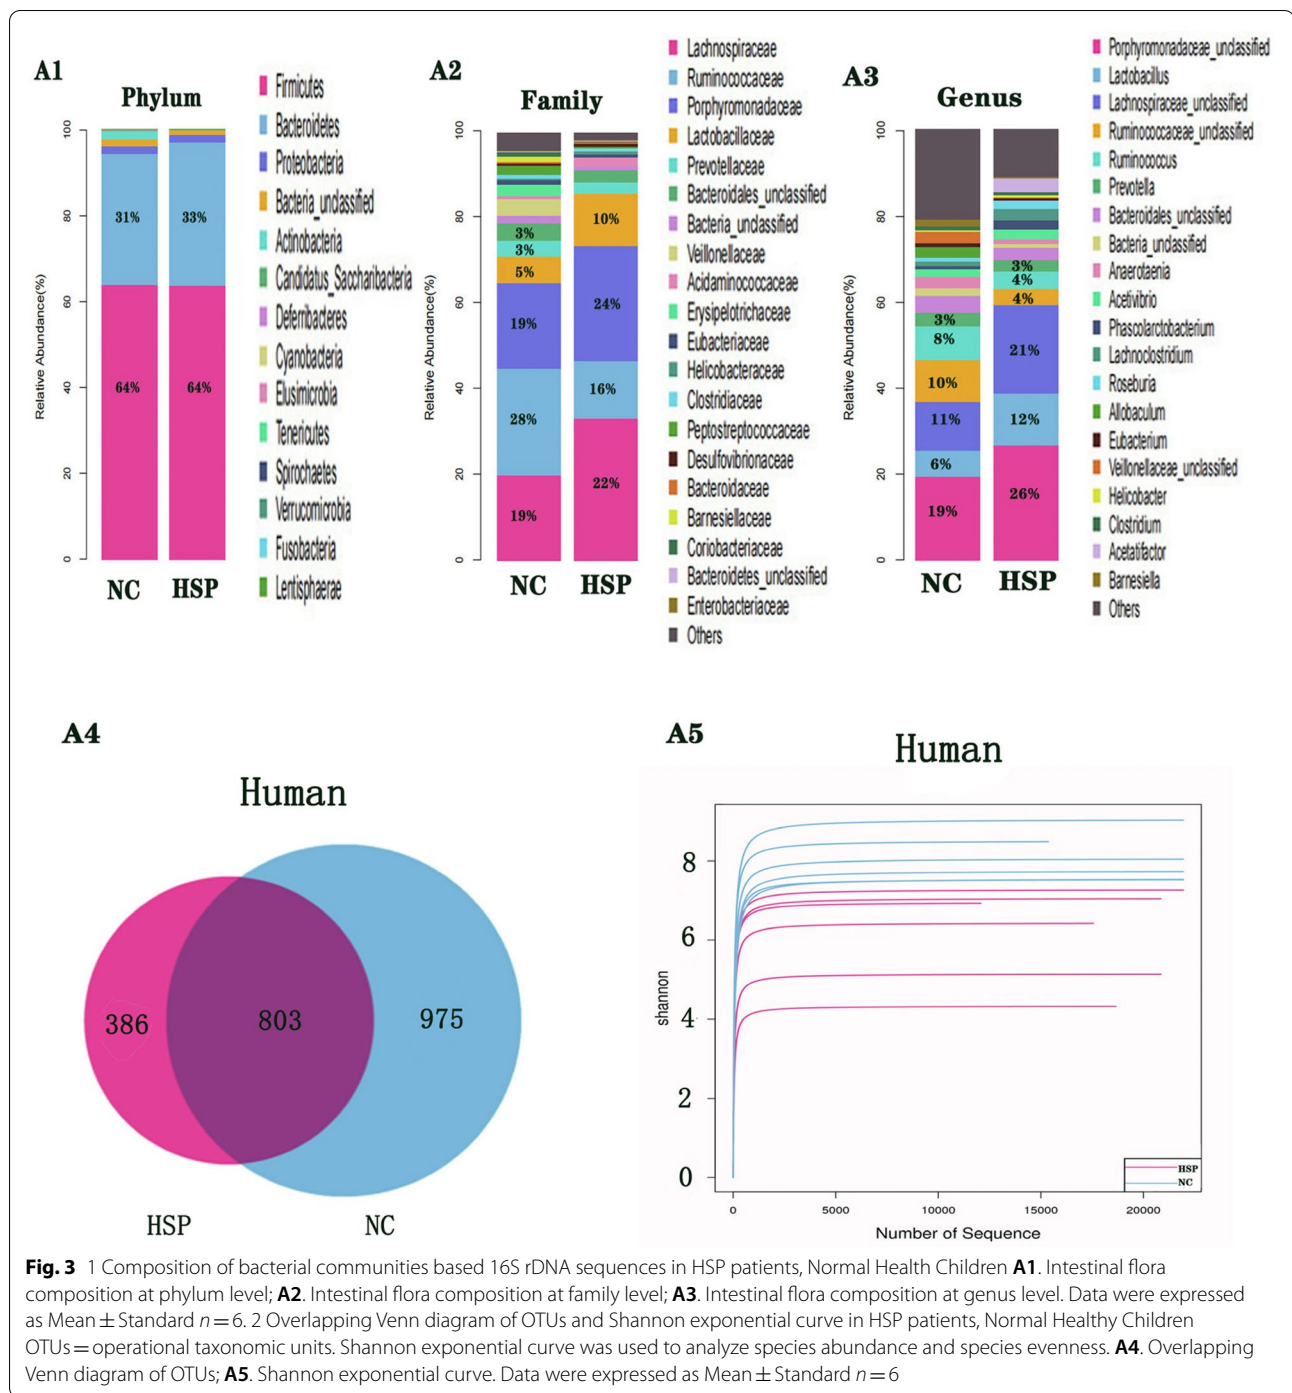 A1
Phylum
Relative Abundance(%)
100
80
60
40
20
0
31%
33%
64%
64%
NC
HSP
Firmicutes
Bacteroidetes
Proteobacteria
Bacteria_unclassified
Actinobacteria
Candidatus_Saccharibacteria
Deferribacteres
Cyanobacteria
Elusimicrobia
Tenericutes
Spirochaetes
Verrucomicrobia
Fusobacteria
Lentisphaerae
A2
Family
Relative Abundance(%)
100
80
60
40
20
0
3%
3%
5%
19%
28%
19%
10%
24%
16%
22%
NC
HSP
Lachnospiraceae
Ruminococcaceae
Porphyromonadaceae
Lactobacillaceae
Prevotellaceae
Bacteroidales_unclassified
Bacteria_unclassified
Veillonellaceae
Acidaminococcaceae
Erysipelotrichaceae
Eubacteriaceae
Helicobacteraceae
Clostridiaceae
Peptostreptococcaceae
Desulfovibrionaceae
Bacteroidaceae
Barnesiellaceae
Coriobacteriaceae
Bacteroidetes_unclassified
Enterobacteriaceae
Others
A3
Genus
Relative Abundance(%)
100
80
60
40
20
0
3%
8%
10%
11%
6%
19%
3%
4%
4%
21%
12%
26%
NC
HSP
Porphyromonadaceae_unclassified
Lactobacillus
Lachnospiraceae_unclassified
Ruminococcaceae_unclassified
Ruminococcus
Prevotella
Bacteroidales_unclassified
Bacteria_unclassified
Anaerotaenia
Acetivibrio
Phascolarctobacterium
Lachnoclostridium
Roseburia
Allobaculum
Eubacterium
Veillonellaceae_unclassified
Helicobacter
Clostridium
Acetatifactor
Barnesiella
Others
A4
Human
386
803
975
HSP
NC
A5
Human
shannon
8
6
4
2
0
0
5000
10000
15000
20000
Number of Sequence
HSP
NC
Fig. 3 1 Composition of bacterial communities based 16S rDNA sequences in HSP patients, Normal Health Children A1. Intestinal flora
composition at phylum level; A2. Intestinal flora composition at family level; A3. Intestinal flora composition at genus level. Data were expressed
as Mean ± Standard n = 6. 2 Overlapping Venn diagram of OTUs and Shannon exponential curve in HSP patients, Normal Healthy Children
OTUs = operational taxonomic units. Shannon exponential curve was used to analyze species abundance and species evenness. A4. Overlapping
Venn diagram of OTUs; A5. Shannon exponential curve. Data were expressed as Mean ± Standard n = 6